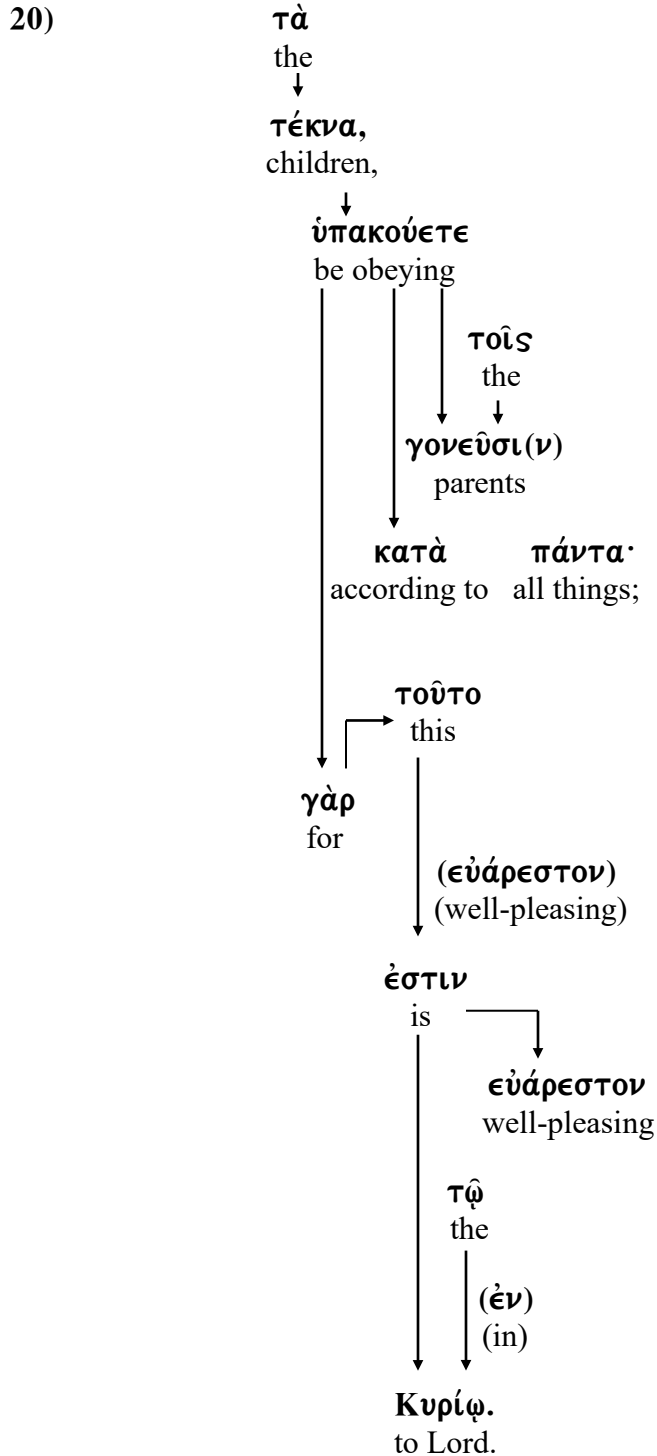 20) τὰ
the
τέκνα,
children,
ὑπακούετε
be obeying
τοῖς
the
γονεῦσι(ν)
parents
κατὰ πάντα·
according to all things;
τοῦτο
this
γὰρ
for
(εὐάρεστον)
(well-pleasing)
ἐστιν
is
εὐάρεστον
well-pleasing
τῷ
the
(ἐν)
(in)
Κυρίῳ.
to Lord.